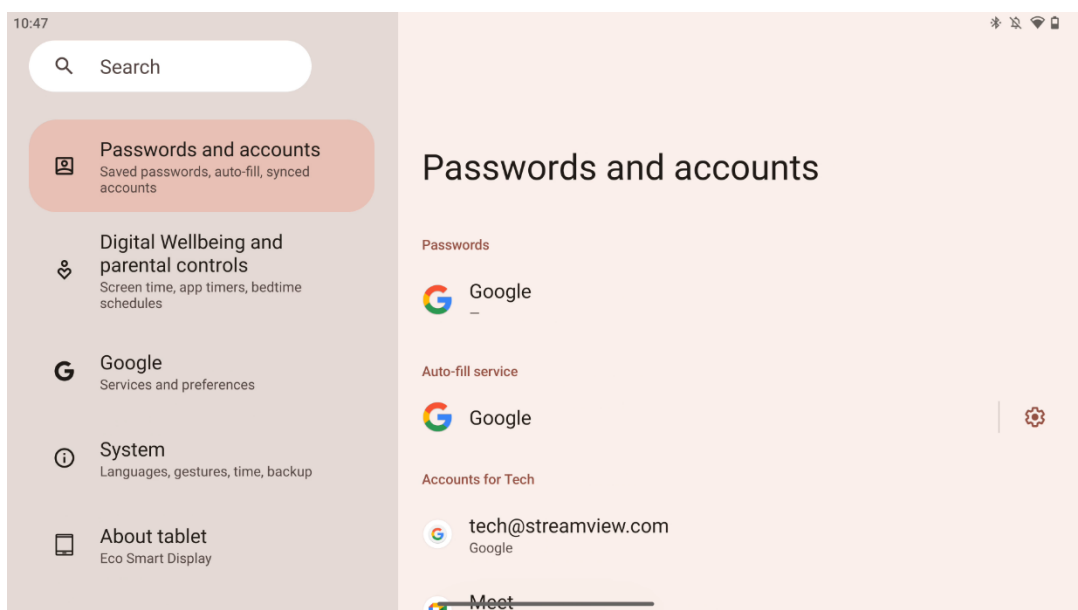 10:47
Search
Passwords and accounts
Saved passwords, auto-fill, synced
accounts
Digital Wellbeing and
parental controls
Screen time, app timers, bedtime
schedules
Google
Services and preferences
System
Languages, gestures, time, backup
About tablet
Eco Smart Display
Passwords and accounts
Passwords
Google
–
Auto-fill service
Google
Accounts for Tech
tech@streamview.com
Google
Meet